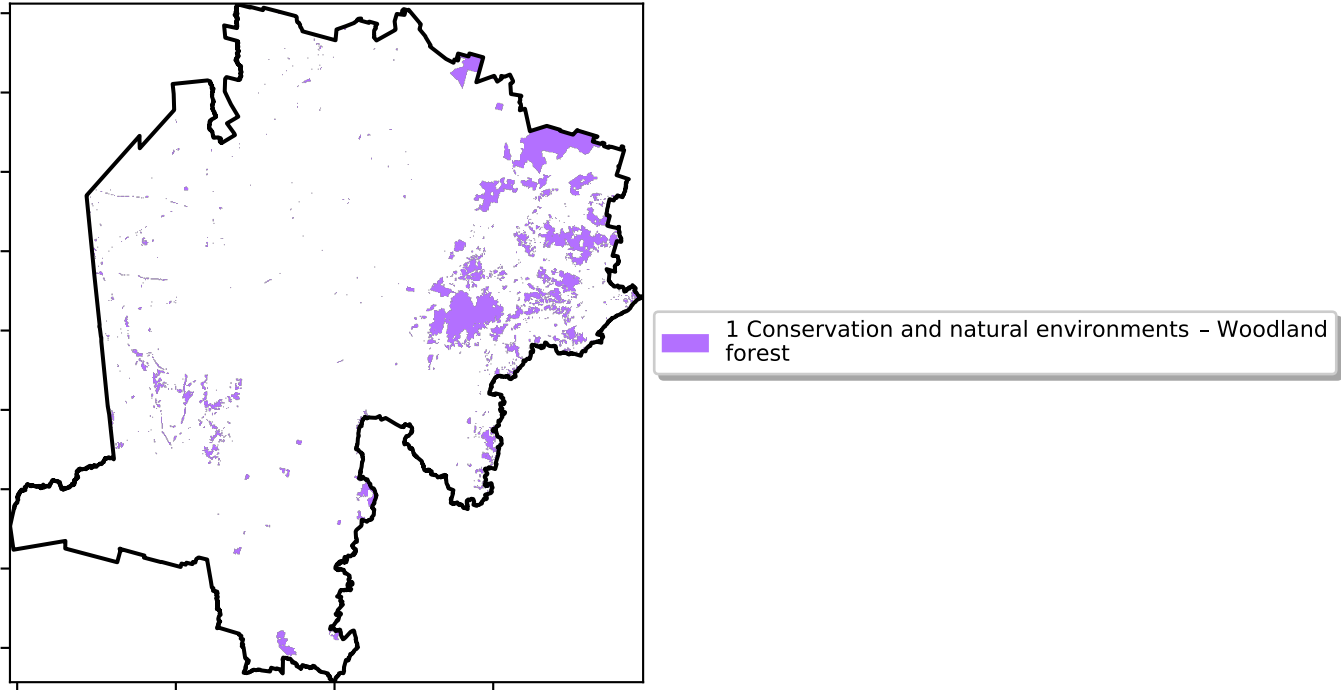 1 Conservation and natural environments – Woodland
forest